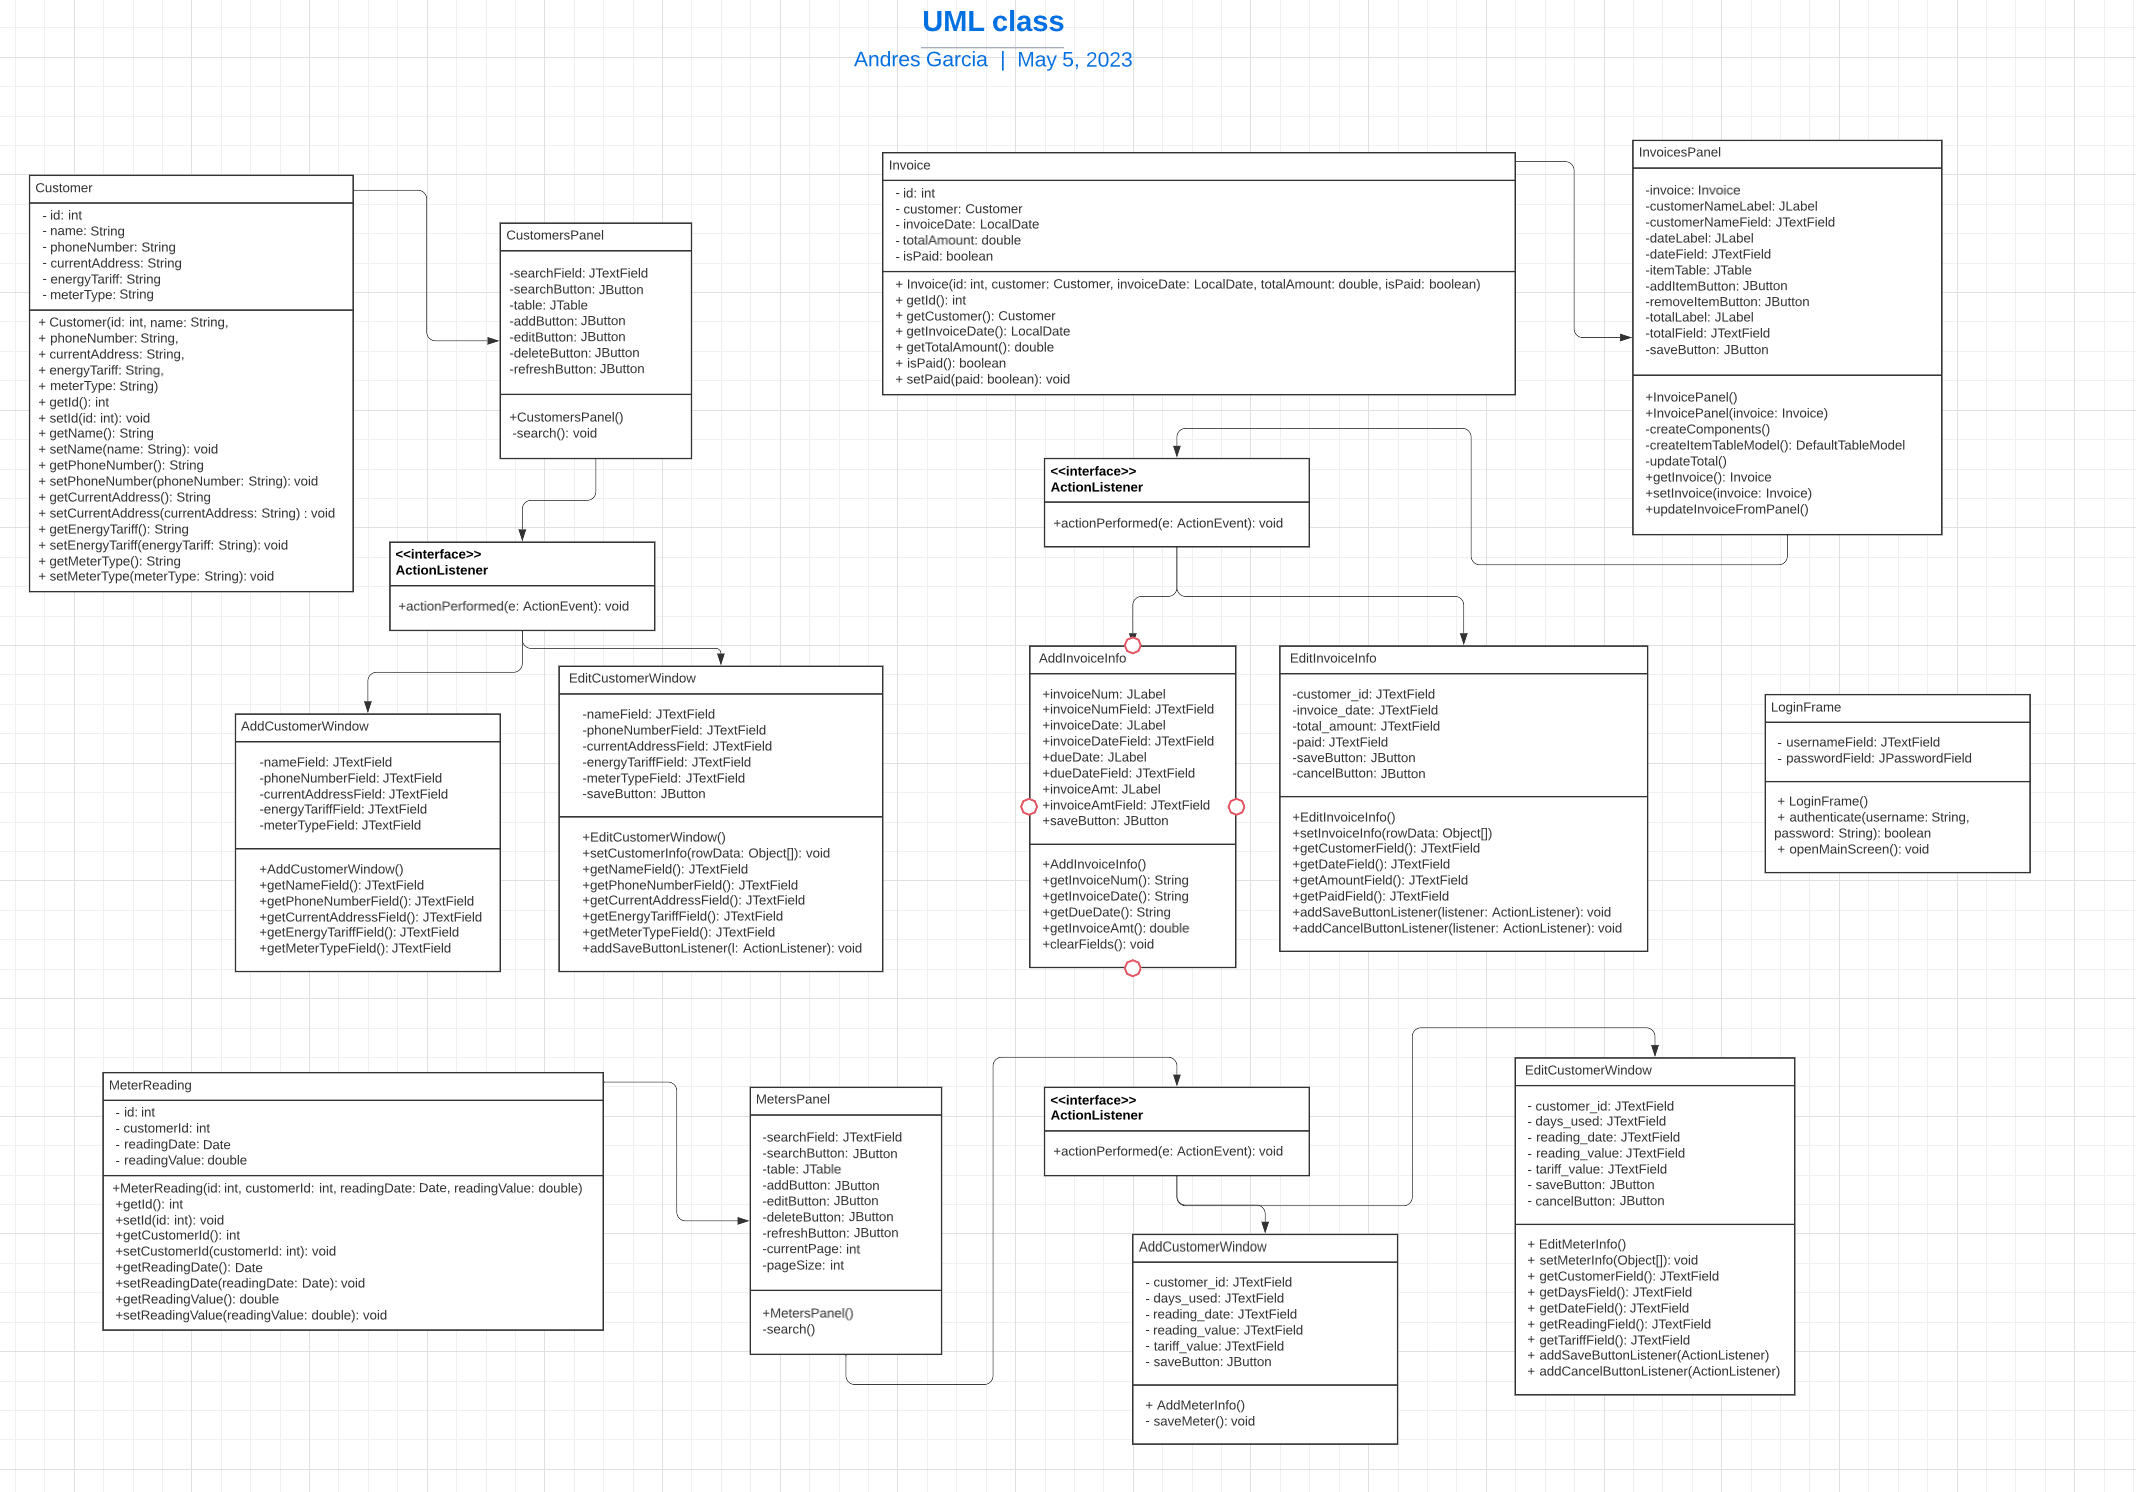 UML class
Andres Garcia | May 5, 2023
Customer
- id: int
- name: String
- phoneNumber: String
- currentAddress: String
- energyTariff: String
- meterType: String
+ Customer(id: int, name: String,
+ phoneNumber: String,
+ currentAddress: String,
+ energyTariff: String,
+ meterType: String)
+ getId(): int
+ setId(id: int): void
+ getName(): String
+ setName(name: String): void
+ getPhoneNumber(): String
+ setPhoneNumber(phoneNumber: String): void
+ getCurrentAddress(): String
+ setCurrentAddress(currentAddress: String) : void
+ getEnergyTariff(): String
+ setEnergyTariff(energyTariff: String): void
+ getMeterType(): String
+ setMeterType(meterType: String): void
CustomersPanel
-searchField: JTextField
-searchButton: JButton
-table: JTable
-addButton: JButton
-editButton: JButton
-deleteButton: JButton
-refreshButton: JButton
+CustomersPanel()
-search(): void
<<interface>>
ActionListener
+actionPerformed(e: ActionEvent): void
AddCustomerWindow
-nameField: JTextField
-phoneNumberField: JTextField
-currentAddressField: JTextField
-energyTariffField: JTextField
-meterTypeField: JTextField
+AddCustomerWindow()
+getNameField(): JTextField
+getPhoneNumberField(): JTextField
+getCurrentAddressField(): JTextField
+getEnergyTariffField(): JTextField
+getMeterTypeField(): JTextField
EditCustomerWindow
-nameField: JTextField
-phoneNumberField: JTextField
-currentAddressField: JTextField
-energyTariffField: JTextField
-meterTypeField: JTextField
-saveButton: JButton
+EditCustomerWindow()
+setCustomerInfo(rowData: Object[]): void
+getNameField(): JTextField
+getPhoneNumberField(): JTextField
+getCurrentAddressField(): JTextField
+getEnergyTariffField(): JTextField
+getMeterTypeField(): JTextField
+addSaveButtonListener(l: ActionListener): void
Invoice
- id: int
- customer: Customer
- invoiceDate: LocalDate
- totalAmount: double
- isPaid: boolean
+ Invoice(id: int, customer: Customer, invoiceDate: LocalDate, totalAmount: double, isPaid: boolean)
+ getId(): int
+ getCustomer(): Customer
+ getInvoiceDate(): LocalDate
+ getTotalAmount(): double
+ isPaid(): boolean
+ setPaid(paid: boolean): void
InvoicesPanel
-invoice: Invoice
-customerNameLabel: JLabel
-customerNameField: JTextField
-dateLabel: JLabel
-dateField: JTextField
-itemTable: JTable
-addItemButton: JButton
-removeItemButton: JButton
-totalLabel: JLabel
-totalField: JTextField
-saveButton: JButton
+InvoicePanel()
+InvoicePanel(invoice: Invoice)
-createComponents()
-createItemTableModel(): DefaultTableModel
-updateTotal()
+getInvoice(): Invoice
+setInvoice(invoice: Invoice)
+updateInvoiceFromPanel()
<<interface>>
ActionListener
+actionPerformed(e: ActionEvent): void
AddInvoiceInfo
+invoiceNum: JLabel
+invoiceNumField: JTextField
+invoiceDate: JLabel
+invoiceDateField: JTextField
+dueDate: JLabel
+dueDateField: JTextField
+invoiceAmt: JLabel
+invoiceAmtField: JTextField
+saveButton: JButton
+AddInvoiceInfo()
+getInvoiceNum(): String
+getInvoiceDate(): String
+getDueDate(): String
+getInvoiceAmt(): double
+clearFields(): void
EditInvoiceInfo
-customer_id: JTextField
-invoice_date: JTextField
-total_amount: JTextField
-paid: JTextField
-saveButton: JButton
-cancelButton: JButton
+EditInvoiceInfo()
+setInvoiceInfo(rowData: Object[])
+getCustomerField(): JTextField
+getDateField(): JTextField
+getAmountField(): JTextField
+getPaidField(): JTextField
+addSaveButtonListener(listener: ActionListener): void
+addCancelButtonListener(listener: ActionListener): void
LoginFrame
- usernameField: JTextField
- passwordField: JPasswordField
+ LoginFrame()
+ authenticate(username: String,
password: String): boolean
+ openMainScreen(): void
MeterReading
- id: int
- customerId: int
- readingDate: Date
- readingValue: double
+MeterReading(id: int, customerId: int, readingDate: Date, readingValue: double)
+getId(): int
+setId(id: int): void
+getCustomerId(): int
+setCustomerId(customerId: int): void
+getReadingDate(): Date
+setReadingDate(readingDate: Date): void
+getReadingValue(): double
+setReadingValue(readingValue: double): void
MetersPanel
-searchField: JTextField
-searchButton: JButton
-table: JTable
-addButton: JButton
-editButton: JButton
-deleteButton: JButton
-refreshButton: JButton
-currentPage: int
-pageSize: int
+MetersPanel()
-search()
<<interface>>
ActionListener
+actionPerformed(e: ActionEvent): void
AddCustomerWindow
- customer_id: JTextField
- days_used: JTextField
- reading_date: JTextField
- reading_value: JTextField
- tariff_value: JTextField
- saveButton: JButton
+ AddMeterInfo()
- saveMeter(): void
EditCustomerWindow
- customer_id: JTextField
- days_used: JTextField
- reading_date: JTextField
- reading_value: JTextField
- tariff_value: JTextField
- saveButton: JButton
- cancelButton: JButton
+ EditMeterInfo()
+ setMeterInfo(Object[]): void
+ getCustomerField(): JTextField
+ getDaysField(): JTextField
+ getDateField(): JTextField
+ getReadingField(): JTextField
+ getTariffField(): JTextField
+ addSaveButtonListener(ActionListener)
+ addCancelButtonListener(ActionListener)